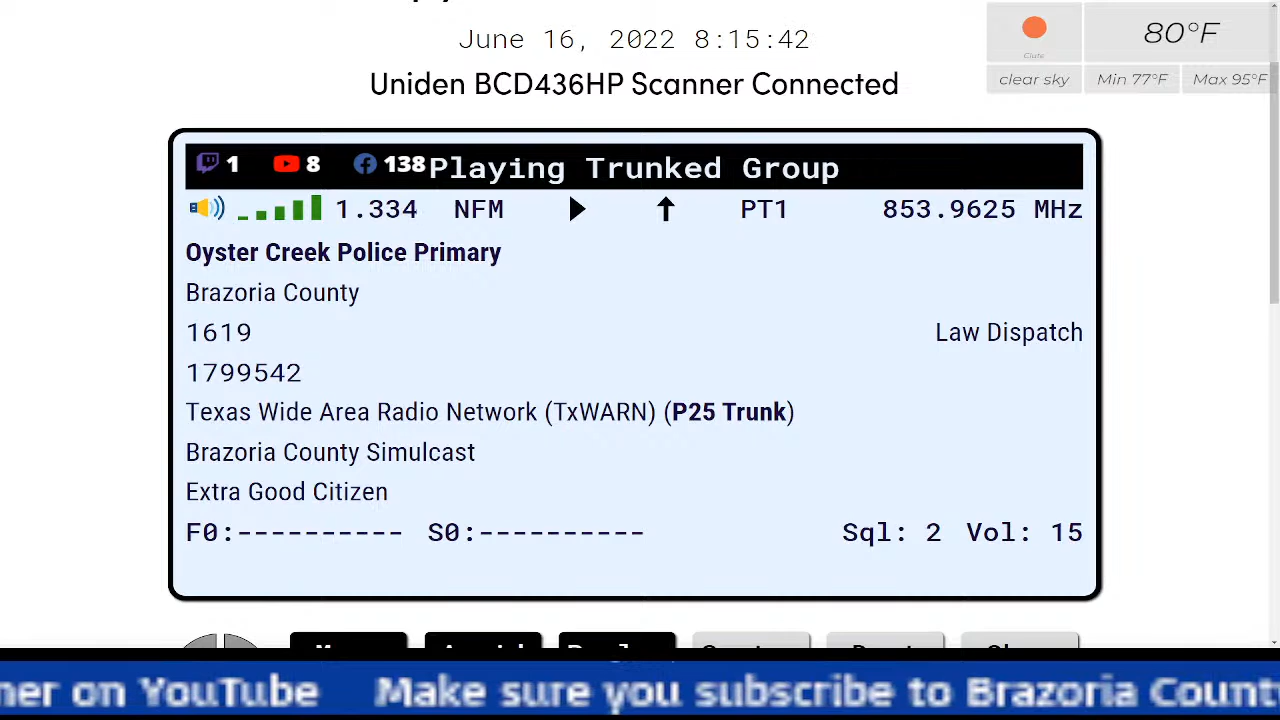 June 16, 2022 8:15:42
80°F
Clute
clear sky Min 77°F Max 95°F
Uniden BCD436HP Scanner Connected
1 8 138 Playing Trunked Group
1.334 NFM PT1 853.9625 MHz
Oyster Creek Police Primary
Brazoria County
1619 Law Dispatch
1799542
Texas Wide Area Radio Network (TxWARN) (P25 Trunk)
Brazoria County Simulcast
Extra Good Citizen
F0:---------- S0:---------- Sql: 2 Vol: 15
ner on YouTube Make sure you subscribe to Brazoria Count